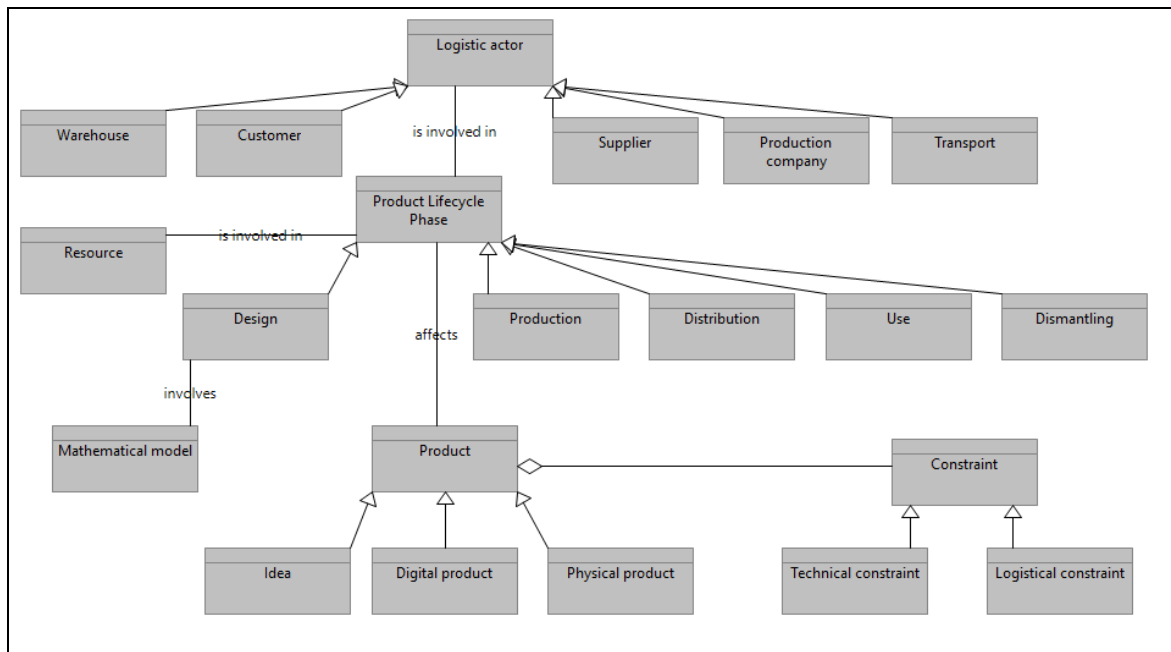 Logistic actor
Warehouse
Customer
is involved in
Supplier
Production
company
Transport
Product Lifecycle
Phase
is involved in
Resource
Design
affects
Production
Distribution
Use
Dismantling
involves
Mathematical model
Product
Constraint
Idea
Digital product
Physical product
Technical constraint
Logistical constraint